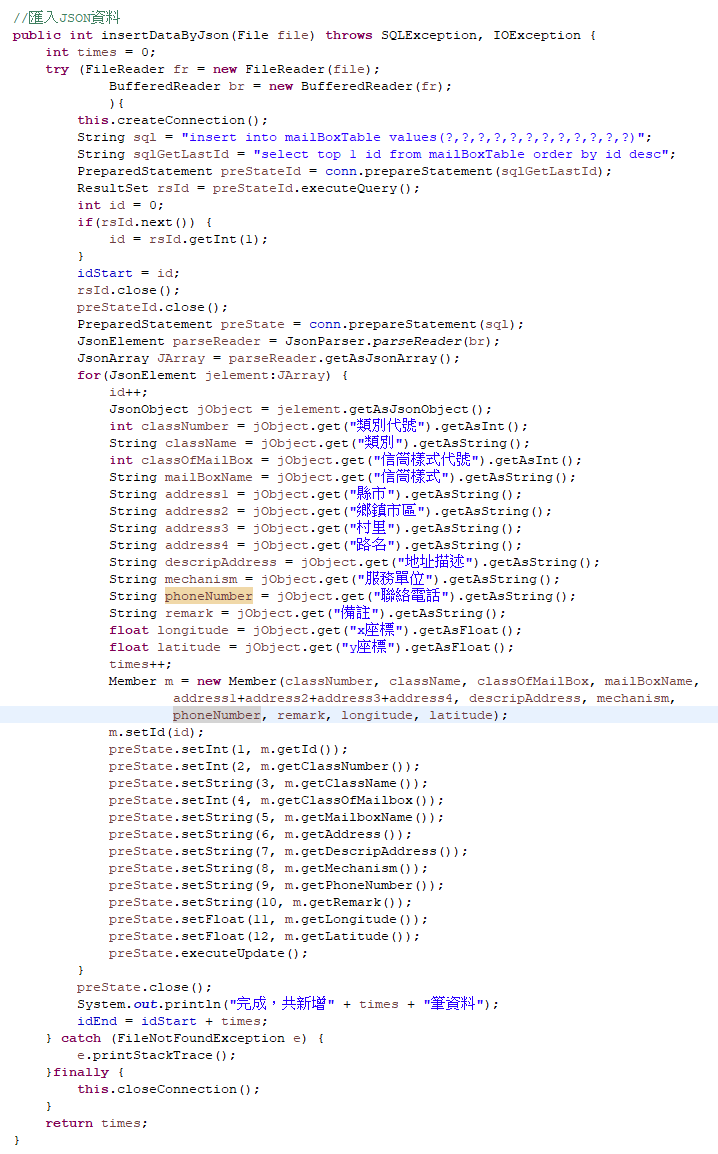 //匯入JSON資料
public int insertDataByJson(File file) throws SQLException, IOException {
    int times = 0;
    try (FileReader fr = new FileReader(file);
            BufferedReader br = new BufferedReader(fr);
            ){
        this.createConnection();
        String sql = "insert into mailBoxTable values(?,?,?,?,?,?,?,?,?,?,?,?)";
        String sqlGetLastId = "select top 1 id from mailBoxTable order by id desc";
        PreparedStatement preStateId = conn.prepareStatement(sqlGetLastId);
        ResultSet rsId = preStateId.executeQuery();
        int id = 0;
        if(rsId.next()) {
            id = rsId.getInt(1);
        }
        idStart = id;
        rsId.close();
        preStateId.close();
        PreparedStatement preState = conn.prepareStatement(sql);
        JsonElement parseReader = JsonParser.parseReader(br);
        JsonArray JArray = parseReader.getAsJsonArray();
        for(JsonElement jelement:JArray) {
            id++;
            JsonObject jObject = jelement.getAsJsonObject();
            int classNumber = jObject.get("類別代號").getAsInt();
            String className = jObject.get("類別").getAsString();
            int classOfMailBox = jObject.get("信筒樣式代號").getAsInt();
            String mailBoxName = jObject.get("信筒樣式").getAsString();
            String address1 = jObject.get("縣市").getAsString();
            String address2 = jObject.get("鄉鎮市區").getAsString();
            String address3 = jObject.get("村里").getAsString();
            String address4 = jObject.get("路名").getAsString();
            String descripAddress = jObject.get("地址描述").getAsString();
            String mechanism = jObject.get("服務單位").getAsString();
            String phoneNumber = jObject.get("聯絡電話").getAsString();
            String remark = jObject.get("備註").getAsString();
            float longitude = jObject.get("x座標").getAsFloat();
            float latitude = jObject.get("y座標").getAsFloat();
            times++;
            Member m = new Member(classNumber, className, classOfMailBox, mailBoxName,
                    address1+address2+address3+address4, descripAddress, mechanism,
                    phoneNumber, remark, longitude, latitude);
            m.setId(id);
            preState.setInt(1, m.getId());
            preState.setInt(2, m.getClassNumber());
            preState.setString(3, m.getClassName());
            preState.setInt(4, m.getClassOfMailbox());
            preState.setString(5, m.getMailboxName());
            preState.setString(6, m.getAddress());
            preState.setString(7, m.getDescripAddress());
            preState.setString(8, m.getMechanism());
            preState.setString(9, m.getPhoneNumber());
            preState.setString(10, m.getRemark());
            preState.setFloat(11, m.getLongitude());
            preState.setFloat(12, m.getLatitude());
            preState.executeUpdate();
        }
        preState.close();
        System.out.println("完成，共新增" + times + "筆資料");
        idEnd = idStart + times;
    } catch (FileNotFoundException e) {
        e.printStackTrace();
    }finally {
        this.closeConnection();
    }
    return times;
}